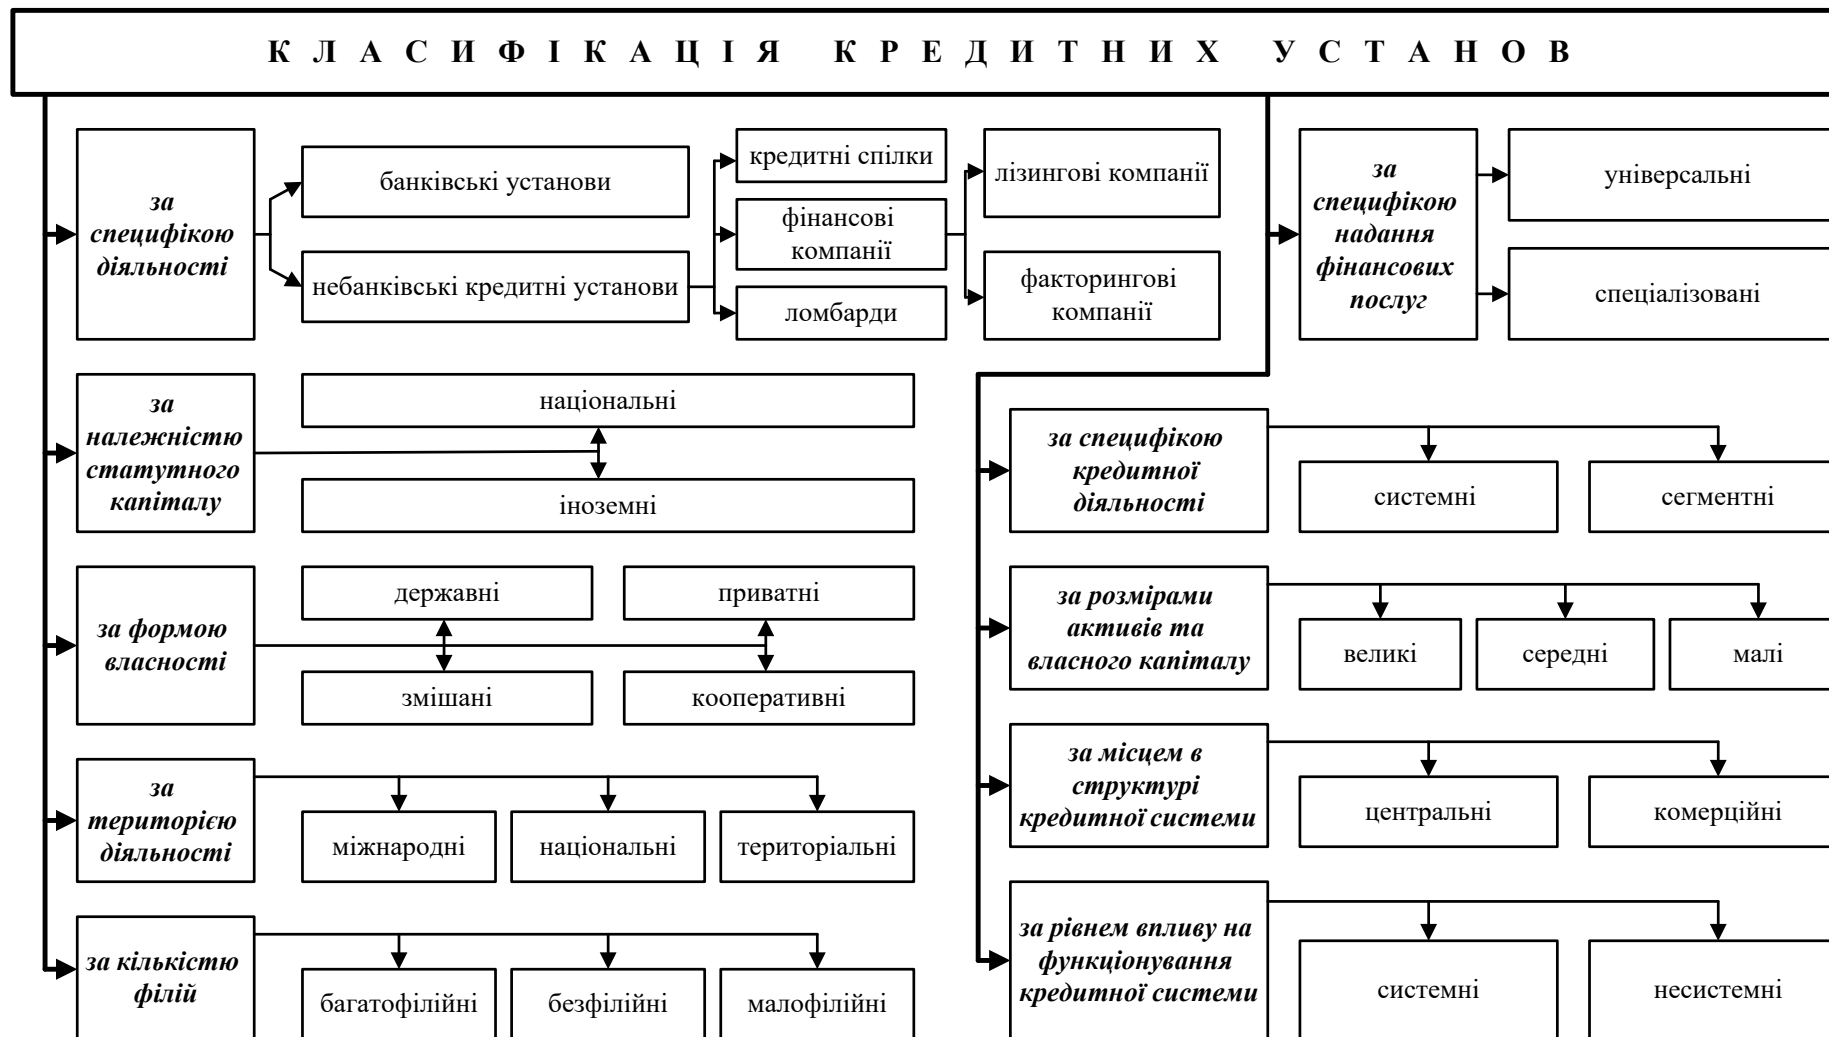 КЛАСИФІКАЦІЯ КРЕДИТНИХ УСТАНОВ
за
специфікою
діяльності
банківські установи
небанківські кредитні установи
кредитні спілки
фінансові
компанії
ломбарди
лізингові компанії
факторингові
компанії
за
специфікою
надання
фінансових
послуг
універсальні
спеціалізовані
за
належністю
статутного
капіталу
національні
іноземні
за формою
власності
державні
приватні
змішані
кооперативні
за
територією
діяльності
міжнародні
національні
територіальні
за кількістю
філій
багатофілійні
безфілійні
малофілійні
за специфікою
кредитної
діяльності
системні
сегментні
за розмірами
активів та
власного капіталу
великі
середні
малі
за місцем в
структурі
кредитної системи
центральні
комерційні
за рівнем впливу на
функціонування
кредитної системи
системні
несистемні